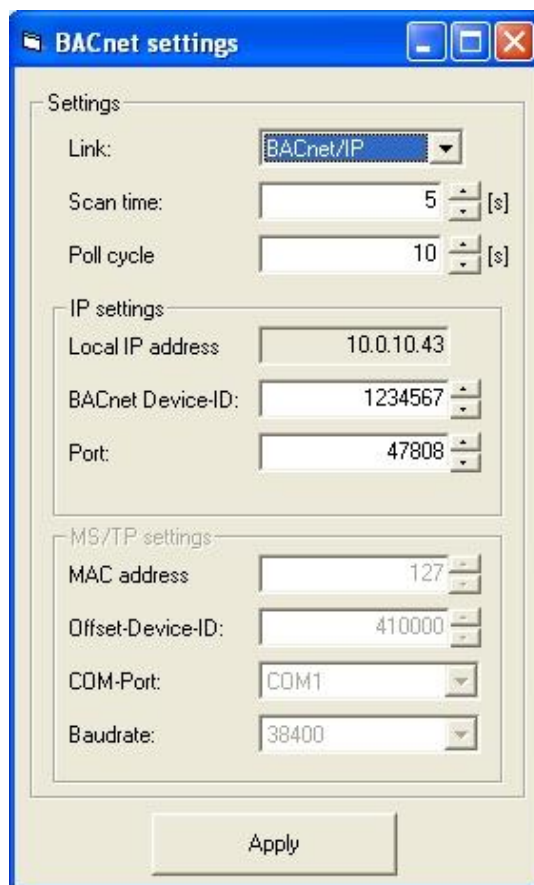 BACnet settings
Settings
Link: BACnet/IP
Scan time: 5 [s]
Poll cycle 10 [s]
IP settings
Local IP address 10.0.10.43
BACnet Device-ID: 1234567
Port: 47808
MS/TP settings
MAC address 127
Offset-Device-ID: 410000
COM-Port: COM1
Baudrate: 38400
Apply